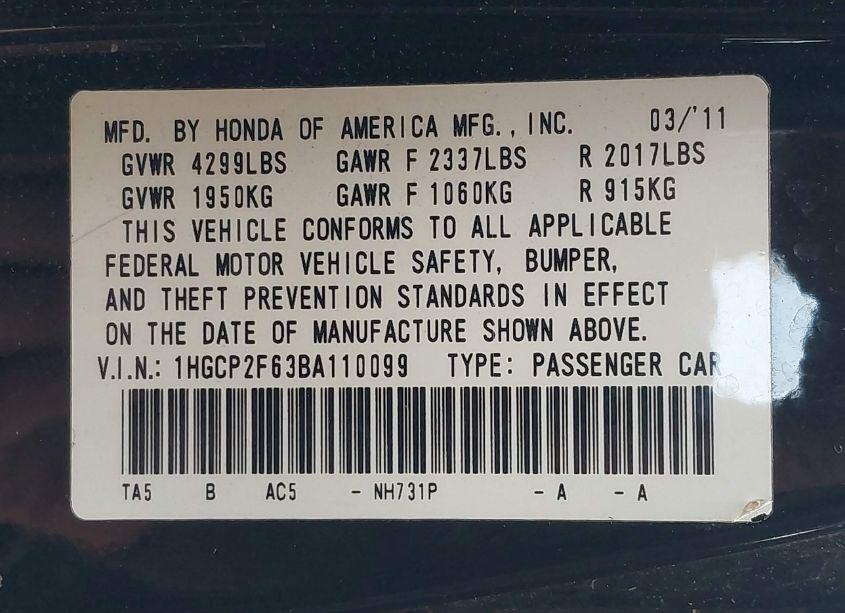 MFD. BY HONDA OF AMERICA MFG., INC. 03/'11
GVWR 4299LBS GAWR F 2337LBS R 2017LBS
GVWR 1950KG GAWR F 1060KG R 915KG
THIS VEHICLE CONFORMS TO ALL APPLICABLE
FEDERAL MOTOR VEHICLE SAFETY, BUMPER,
AND THEFT PREVENTION STANDARDS IN EFFECT
ON THE DATE OF MANUFACTURE SHOWN ABOVE.
V.I.N.: 1HGCP2F63BA110099 TYPE: PASSENGER CAR
TA5 B AC5 - NH731P - A - A